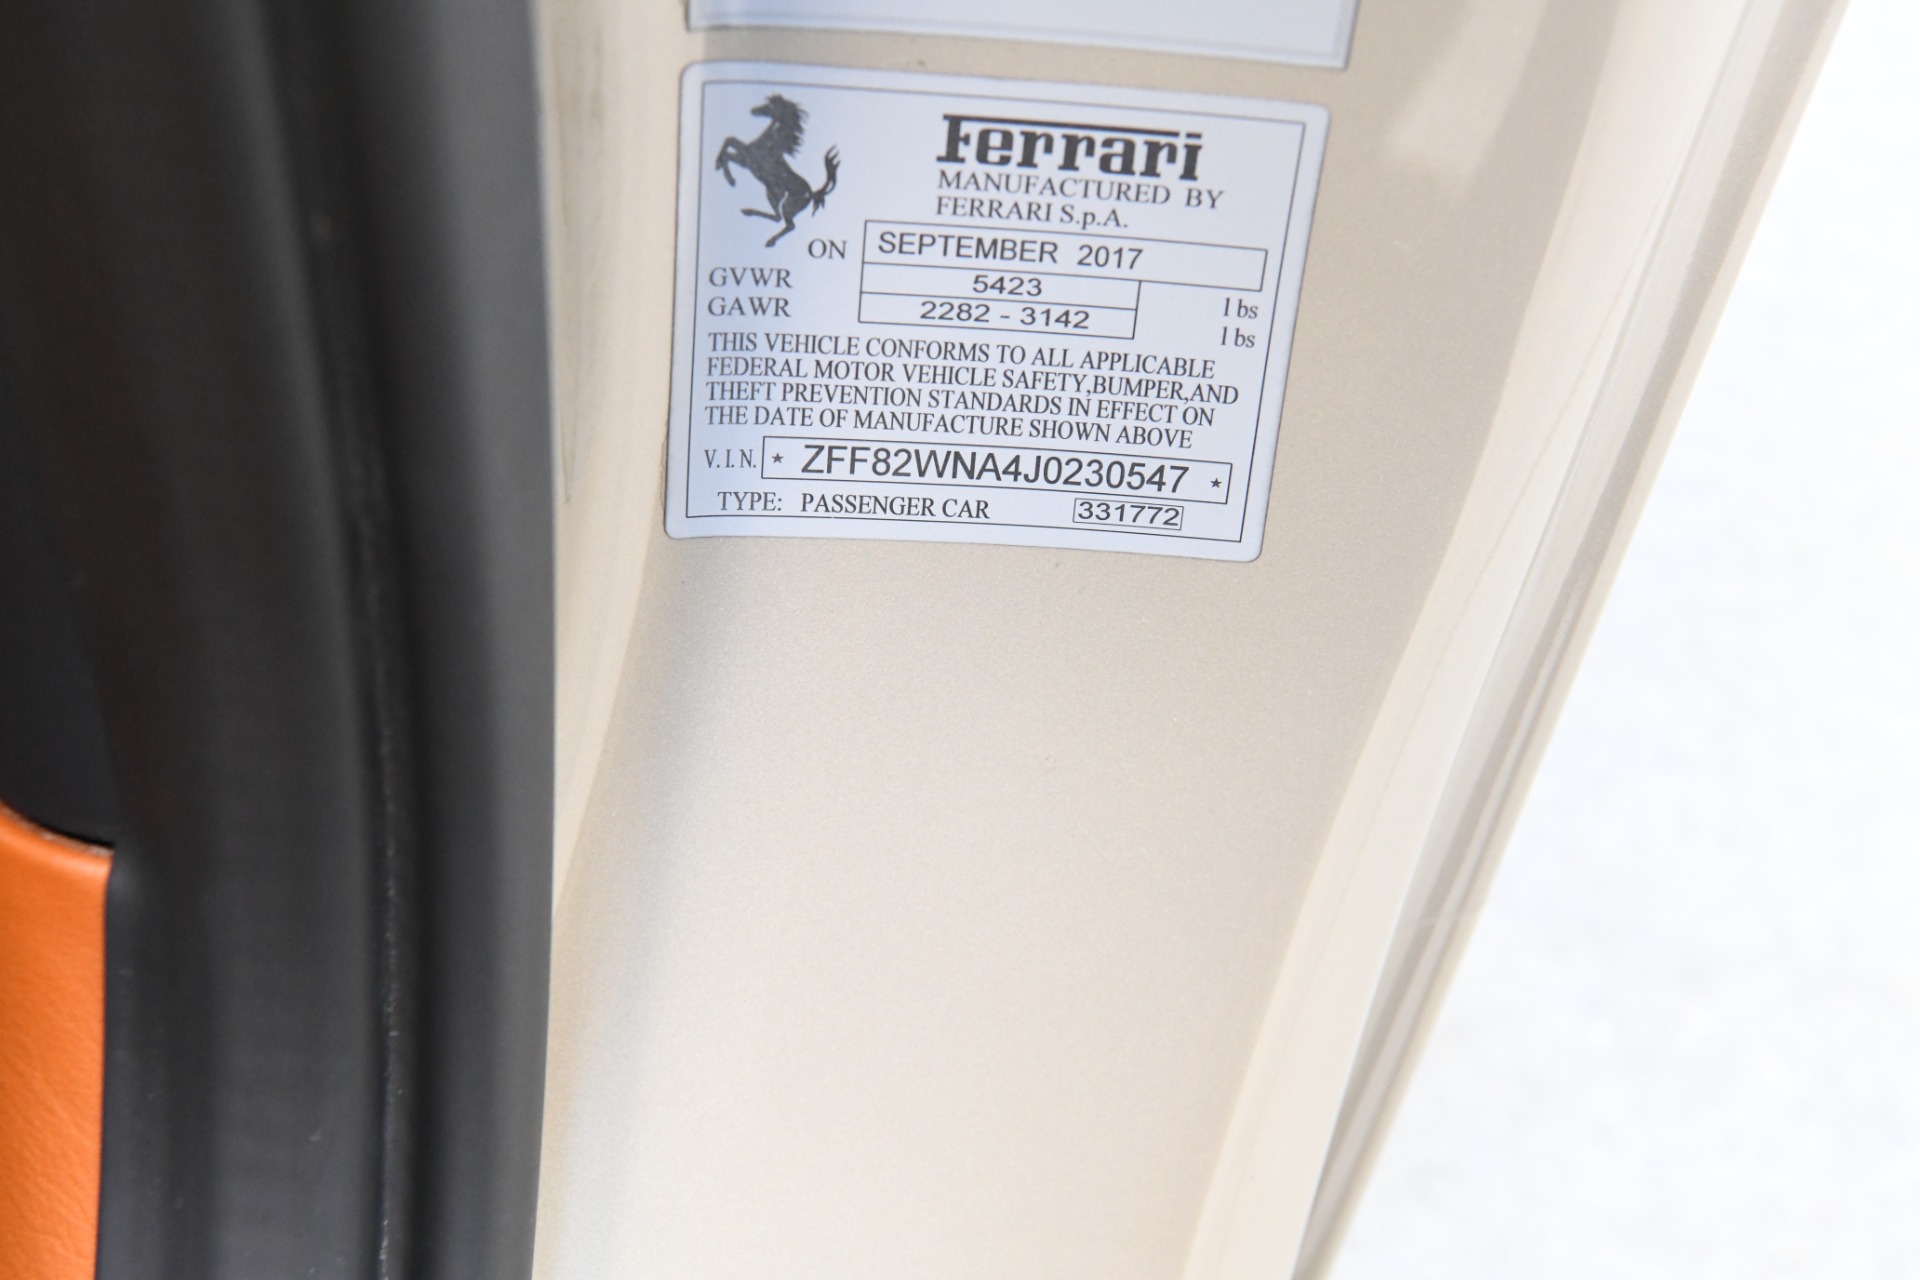 Ferrari
MANUFACTURED BY
FERRARI S.p.A.
ON SEPTEMBER 2017
GVWR 5423 lbs
GAWR 2282 - 3142 lbs
THIS VEHICLE CONFORMS TO ALL APPLICABLE
FEDERAL MOTOR VEHICLE SAFETY,BUMPER,AND
THEFT PREVENTION STANDARDS IN EFFECT ON
THE DATE OF MANUFACTURE SHOWN ABOVE
V.I.N. * ZFF82WNA4J0230547 *
TYPE: PASSENGER CAR 331772